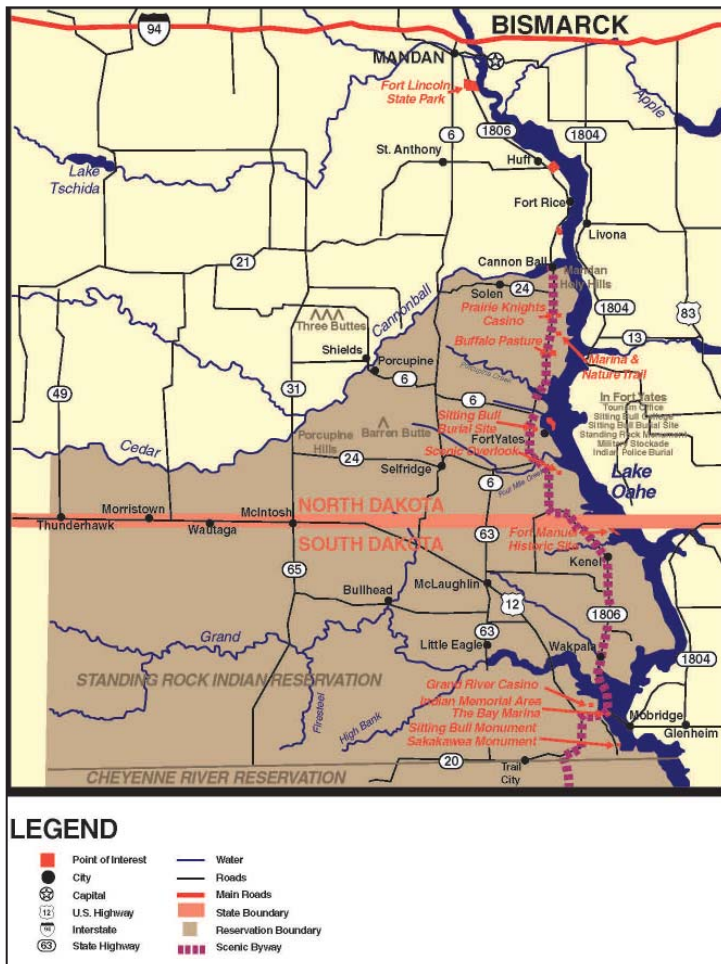 BISMARCK
94
MANDAN
Fort Lincoln
State Park
Apple
6
1806
1804
St. Anthony
Huff
Lake
Tschida
Fort Rice
Livona
21
Cannon Ball
Mandan
Holy Hills
Cannonball
24
Solen
1804
83
Prairie Knights
Casino
Three Buttes
13
Buffalo Pasture
Marina &
Nature Trail
Shields
Porcupine
Porcupine Creek
49
31
6
In Fort Yates
Tourism Office
Sitting Bull College
Sitting Bull Burial Site
Standing Rock Monument
Military Stockade
Indian Police Burial
6
Sitting Bull
Burial Site
Fort Yates
Barren Butte
Porcupine
Hills
Cedar
Scenic Overlook
24
Selfridge
Lake
Oahe
6
Four Mile Creek
NORTH DAKOTA
Morristown
McIntosh
Thunderhawk
Wautaga
SOUTH DAKOTA
63
Fort Manuel
Historic Site
Kenel
65
McLaughlin
Bullhead
12
1806
Grand
63
Little Eagle
Wakpala
1804
STANDING ROCK INDIAN RESERVATION
Firesteel
High Bank
Grand River Casino
Indian Memorial Area
The Bay Marina
Mobridge
Glenheim
Sitting Bull Monument
Sakakawea Monument
20
Trail
City
CHEYENNE RIVER RESERVATION
LEGEND
Point of Interest
City
Capital
12 U.S. Highway
94 Interstate
63 State Highway
Water
Roads
Main Roads
State Boundary
Reservation Boundary
Scenic Byway